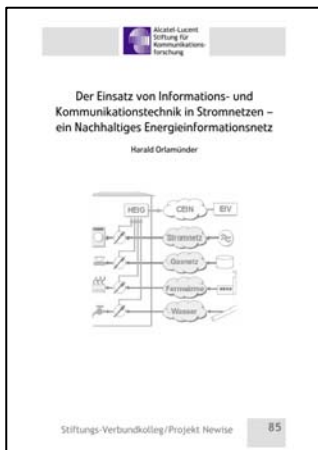 Alcatel-Lucent
Stiftung für
Kommunikations-
forschung
Der Einsatz von Informations- und
Kommunikationstechnik in Stromnetzen –
ein Nachhaltiges Energieinformationsnetz
Harald Orlamünder
HEIG
CEIN
EIV
Stromnetz
Gasnetz
Fernwärme
Wasser
Stiftungs-Verbundkolleg/Projekt Newise
85